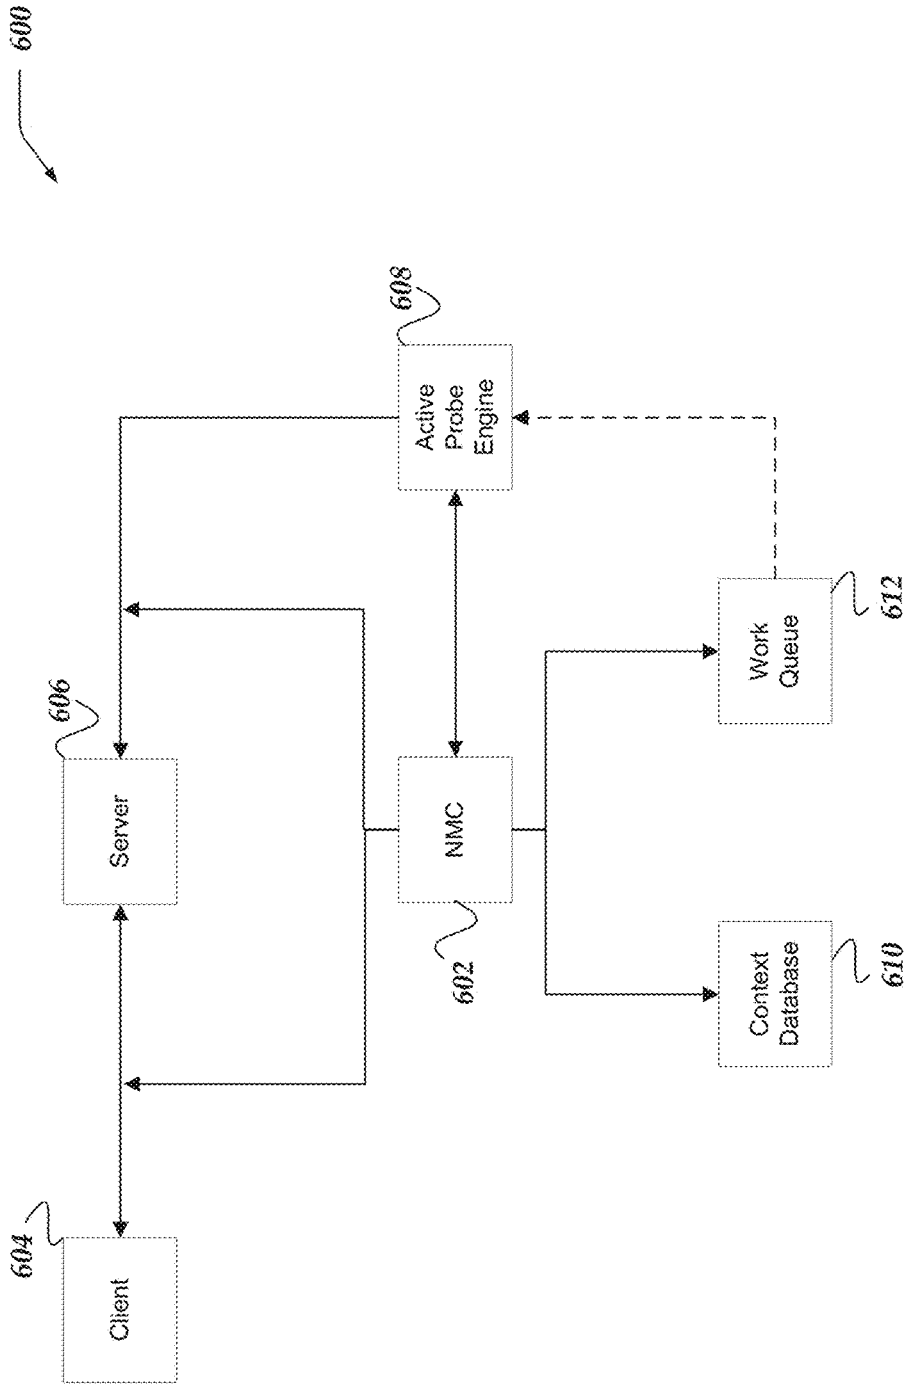 600
604
Client
606
Server
608
Active
Probe
Engine
602
NMC
610
Context
Database
612
Work
Queue